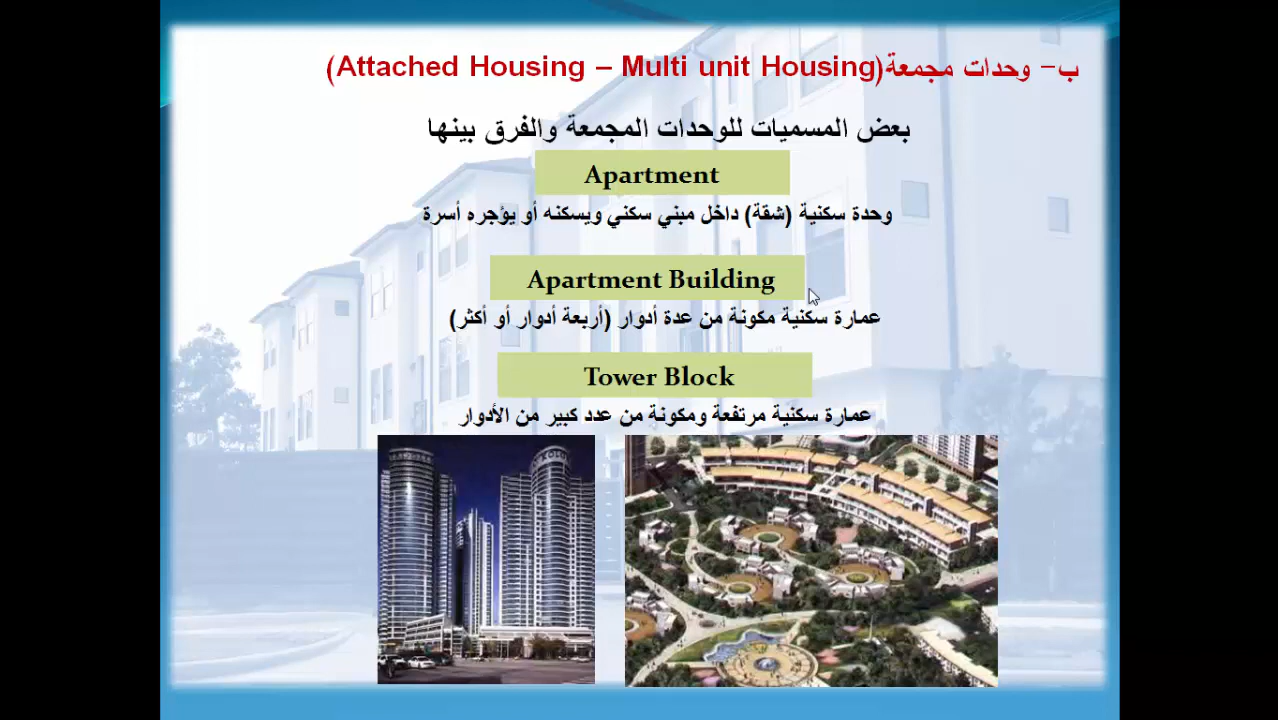 ب- وحدات مجمعة(Attached Housing – Multi unit Housing)
بعض المسميات للوحدات المجمعة والفرق بينها
Apartment
وحدة سكنية (شقة) داخل مبني سكني ويسكنه أو يؤجره أسرة
Apartment Building
عمارة سكنية مكونة من عدة أدوار (أربعة أدوار أو أكثر)
Tower Block
عمارة سكنية مرتفعة ومكونة من عدد كبير من الأدوار